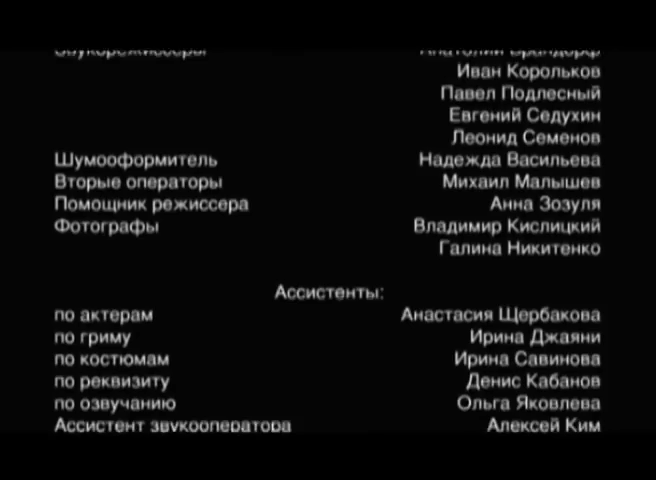 Звукорежиссеры Анатолий
Иван Корольков
Павел Подлесный
Евгений Седухин
Леонид Семенов
Шумооформитель Надежда Васильева
Вторые операторы Михаил Малышев
Помощник режиссера Анна Зозуля
Фотографы Владимир Кислицкий
Галина Никитенко
Ассистенты:
по актерам Анастасия Щербакова
по гриму Ирина Джаяни
по костюмам Ирина Савинова
по реквизиту Денис Кабанов
по озвучанию Ольга Яковлева
Ассистент звукооператора Алексей Ким